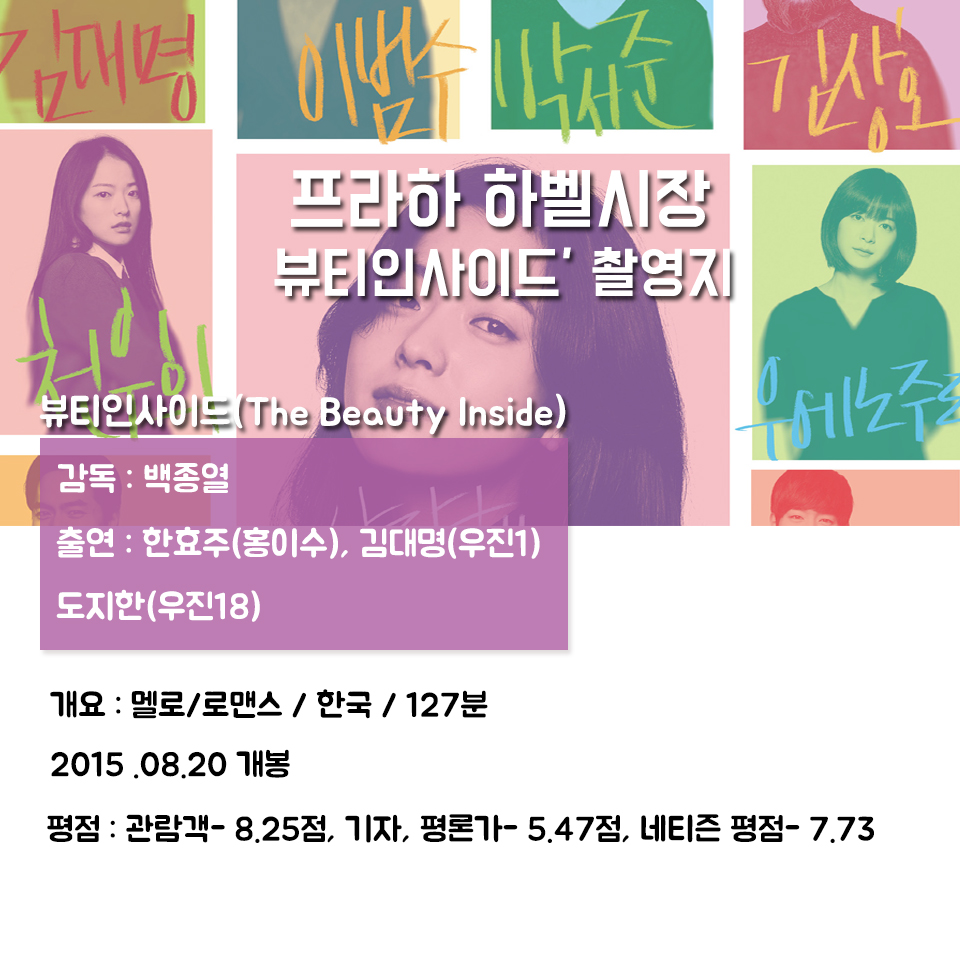 김대명
이범수
박서준
김상호
프라하 하벨시장
뷰티인사이드' 촬영지
천우희
우에노주리
뷰티인사이드(The Beauty Inside)
감독 : 백종열
출연 : 한효주(홍이수), 김대명(우진1)
도지한(우진18)
개요 : 멜로/로맨스 / 한국 / 127분
2015 .08.20 개봉
평점 : 관람객- 8.25점, 기자, 평론가- 5.47점, 네티즌 평점- 7.73